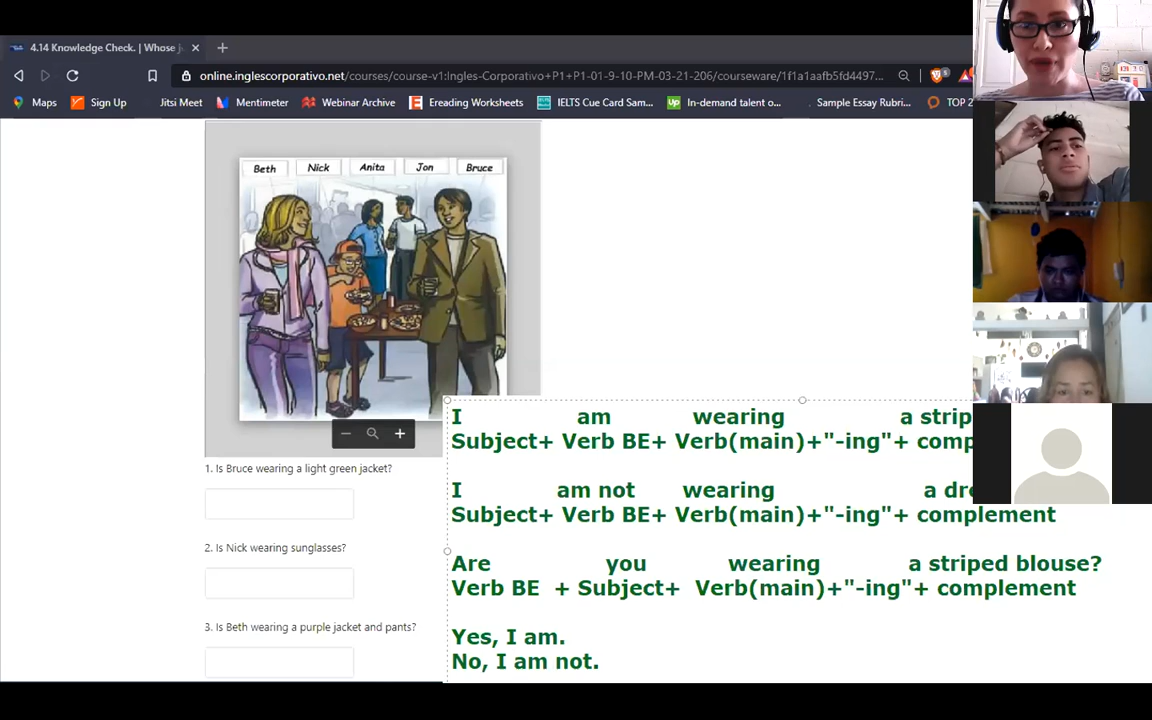 4.14 Knowledge Check. | Whose j
online.inglescorporativo.net/courses/course-v1:Ingles-Corporativo+P1+P1-01-9-10-PM-03-21-206/courseware/1f1a1aafb5fd4497...
Maps Sign Up Jitsi Meet Mentimeter Webinar Archive Ereading Worksheets IELTS Cue Card Sam... Up In-demand talent o... Sample Essay Rubri... TOP 2
Beth Nick Anita Jon Bruce
I am wearing a strip
Subject+ Verb BE+ Verb(main)+"-ing"+ comp
I am not wearing a dre
Subject+ Verb BE+ Verb(main)+"-ing"+ complement
Are you wearing a striped blouse?
Verb BE + Subject+ Verb(main)+"-ing"+ complement
Yes, I am.
No, I am not.
1. Is Bruce wearing a light green jacket?
2. Is Nick wearing sunglasses?
3. Is Beth wearing a purple jacket and pants?